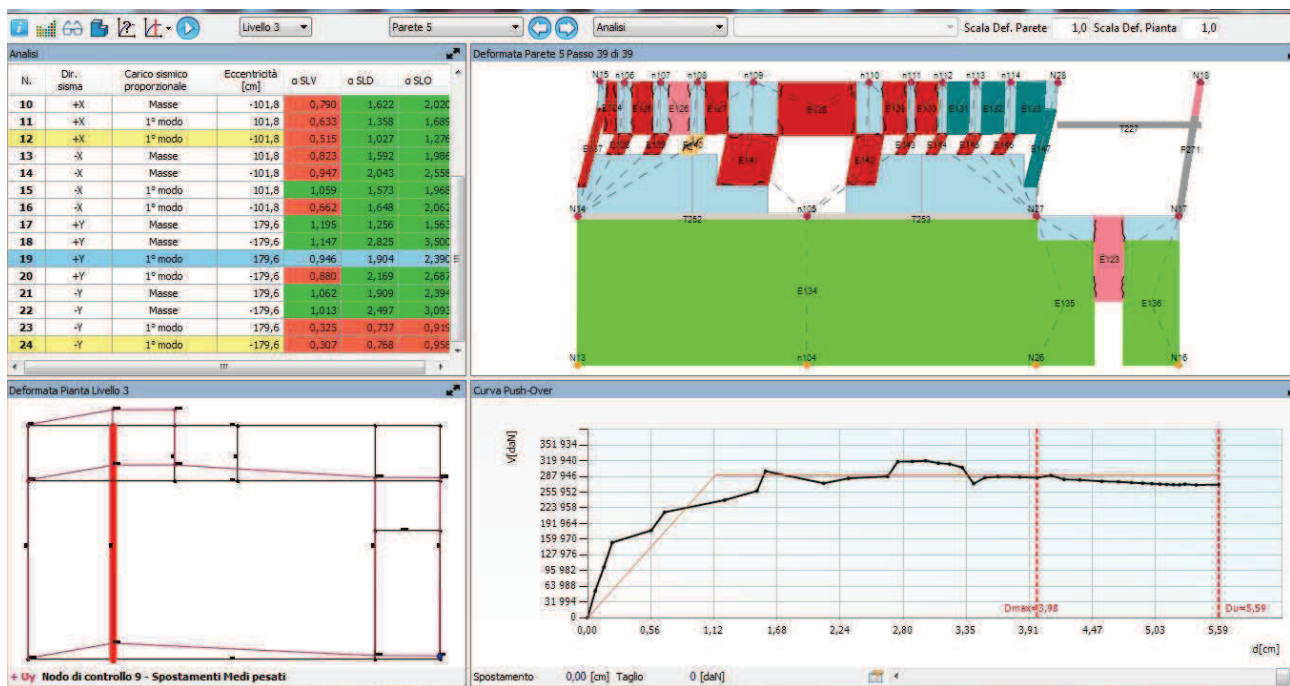 Livello 3 Parete 5 Analisi Scala Def. Parete 1,0 Scala Def. Pianta 1,0
Analisi
N. Dir. sisma Carico sismico proporzionale Eccentricità [cm] α SLV α SLD α SLO
10 +X Masse -101,8 0,790 1,622 2,020
11 +X 1° modo 101,8 0,633 1,358 1,689
12 +X 1° modo -101,8 0,515 1,027 1,276
13 -X Masse 101,8 0,823 1,592 1,986
14 -X Masse -101,8 0,947 2,043 2,558
15 -X 1° modo 101,8 1,059 1,573 1,968
16 -X 1° modo -101,8 0,662 1,648 2,062
17 +Y Masse 179,6 1,195 1,256 1,563
18 +Y Masse -179,6 1,147 2,825 3,500
19 +Y 1° modo 179,6 0,946 1,904 2,390
20 +Y 1° modo -179,6 0,880 2,169 2,687
21 -Y Masse 179,6 1,062 1,909 2,394
22 -Y Masse -179,6 1,013 2,497 3,093
23 -Y 1° modo 179,6 0,325 0,737 0,919
24 -Y 1° modo -179,6 0,307 0,768 0,958
Deformata Parete 5 Passo 39 di 39
N15 n106 n107 n108 n109 n110 n111 n112 n113 n114 N28 N18
E126 E131 E132 E133
T227
E141 E142 E143 E147 R271
N14 n105 N27 N17
T252 T253
E123
E134 E135 E136
N13 n104 N26 N16
Deformata Pianta Livello 3
+ Uy Nodo di controllo 9 - Spostamenti Medi pesati
Curva Push-Over
V[daN]
351 934
319 940
287 946
255 952
223 958
191 964
159 970
127 976
95 982
63 988
31 994
0
Dmax=3,98 Du=5,59
0,00 0,56 1,12 1,68 2,24 2,80 3,35 3,91 4,47 5,03 5,59
d[cm]
Spostamento 0,00 [cm] Taglio 0 [daN]